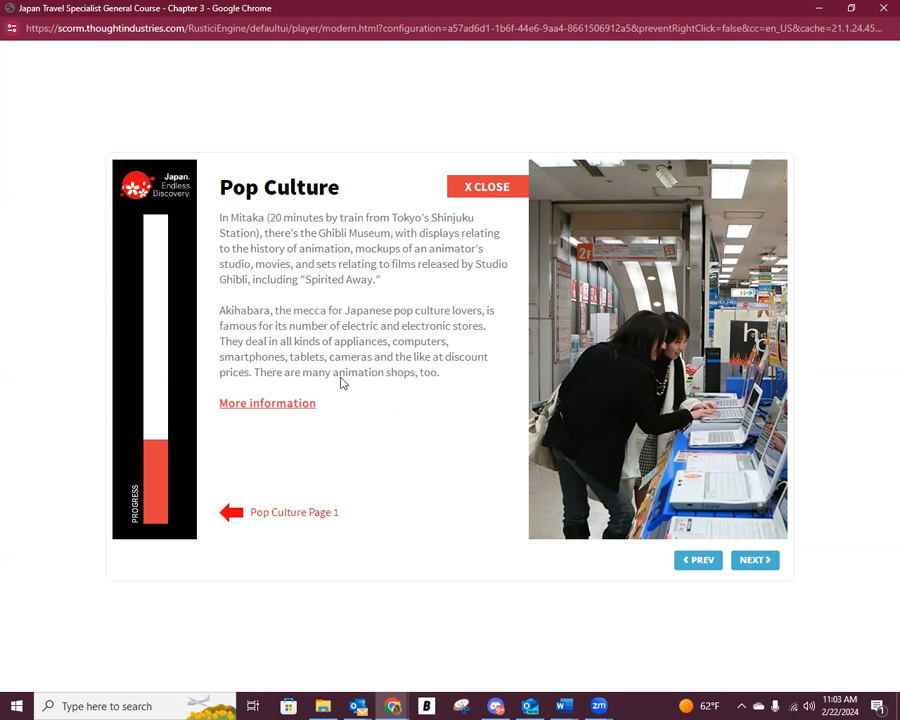 Japan Travel Specialist General Course - Chapter 3 - Google Chrome
https://scorm.thoughtindustries.com/RusticiEngine/defaultui/player/modern.html?configuration=a57ad6d1-1b6f-44e6-9aa4-8661506912a5&preventRightClick=false&cc=en_US&cache=21.1.24.45...
Japan.
Endless
Discovery.
PROGRESS
Pop Culture
X CLOSE
In Mitaka (20 minutes by train from Tokyo's Shinjuku
Station), there's the Ghibli Museum, with displays relating
to the history of animation, mockups of an animator's
studio, movies, and sets relating to films released by Studio
Ghibli, including “Spirited Away.”
Akihabara, the mecca for Japanese pop culture lovers, is
famous for its number of electric and electronic stores.
They deal in all kinds of appliances, computers,
smartphones, tablets, cameras and the like at discount
prices. There are many animation shops, too.
More information
Pop Culture Page 1
2F
PREV
NEXT
Type here to search
62°F
11:03 AM
2/22/2024